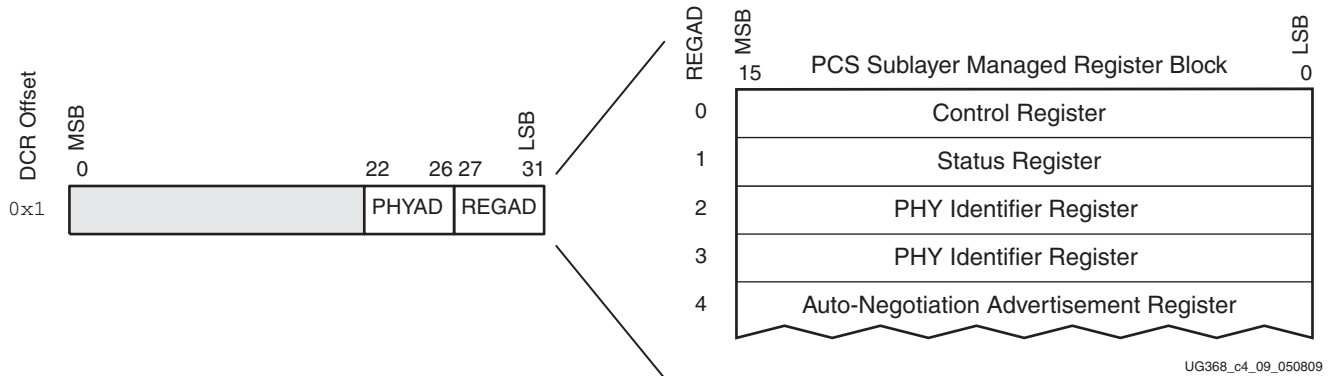 DCR Offset
MSB
LSB
0 22 26 27 31
0x1 PHYAD REGAD
REGAD
MSB
LSB
15 PCS Sublayer Managed Register Block 0
0 Control Register
1 Status Register
2 PHY Identifier Register
3 PHY Identifier Register
4 Auto-Negotiation Advertisement Register
UG368_c4_09_050809